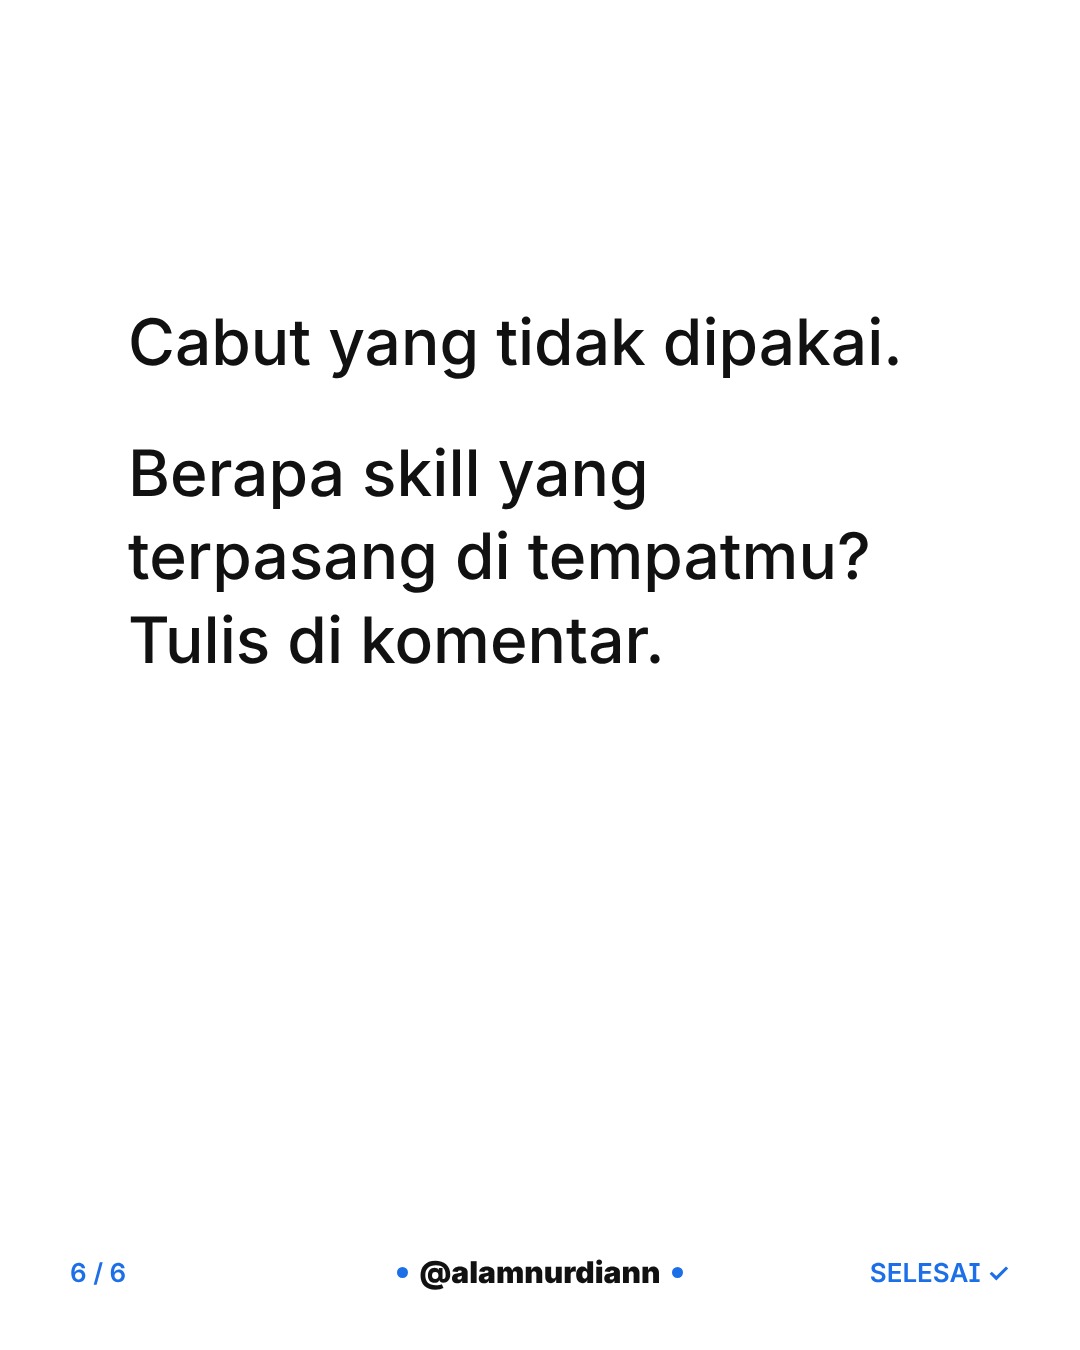 Cabut yang tidak dipakai.
Berapa skill yang
terpasang di tempatmu?
Tulis di komentar.
6 / 6
• @alamnurdiann •
SELESAI ✓